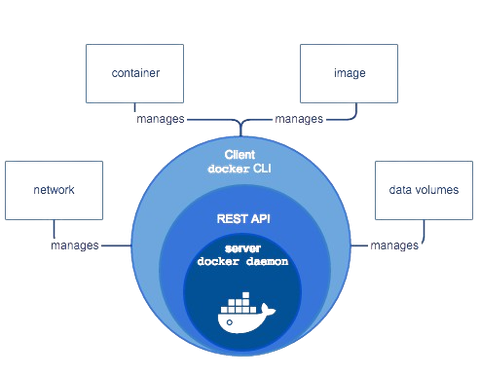 container
image
manages
manages
Client
docker CLI
network
data volumes
REST API
manages
manages
server
docker daemon